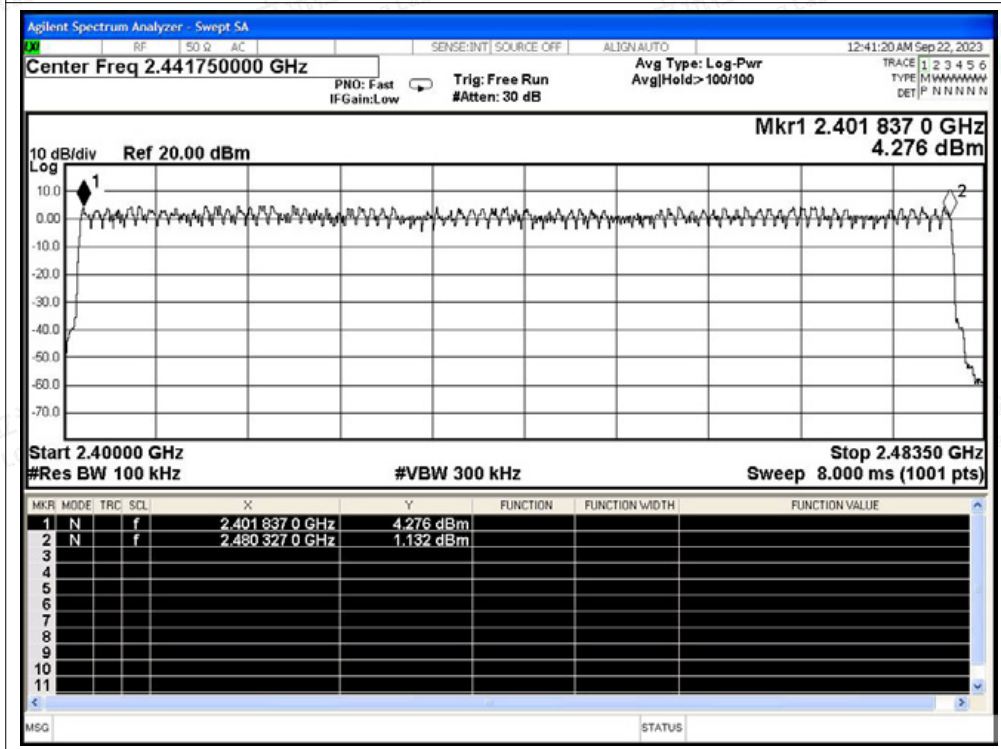 Agilent Spectrum Analyzer - Swept SA
RF 50 Ω AC SENSE:INT SOURCE OFF ALIGN AUTO 12:41:20 AM Sep 22, 2023
Center Freq 2.441750000 GHz
PNO: Fast
IFGain:Low
Trig: Free Run
#Atten: 30 dB
Avg Type: Log-Pwr
Avg|Hold:>100/100
TRACE 1 2 3 4 5 6
TYPE MWWWWW
DET P N N N N N
Mkr1 2.401 837 0 GHz
4.276 dBm
10 dB/div Ref 20.00 dBm
Log
10.0
0.00
-10.0
-20.0
-30.0
-40.0
-50.0
-60.0
-70.0
1
2
Start 2.40000 GHz Stop 2.48350 GHz
#Res BW 100 kHz #VBW 300 kHz Sweep 8.000 ms (1001 pts)
MKR MODE TRC SCL X Y FUNCTION FUNCTION WIDTH FUNCTION VALUE
1 N f 2.401 837 0 GHz 4.276 dBm
2 N f 2.480 327 0 GHz 1.132 dBm
3
4
5
6
7
8
9
10
11
MSG STATUS